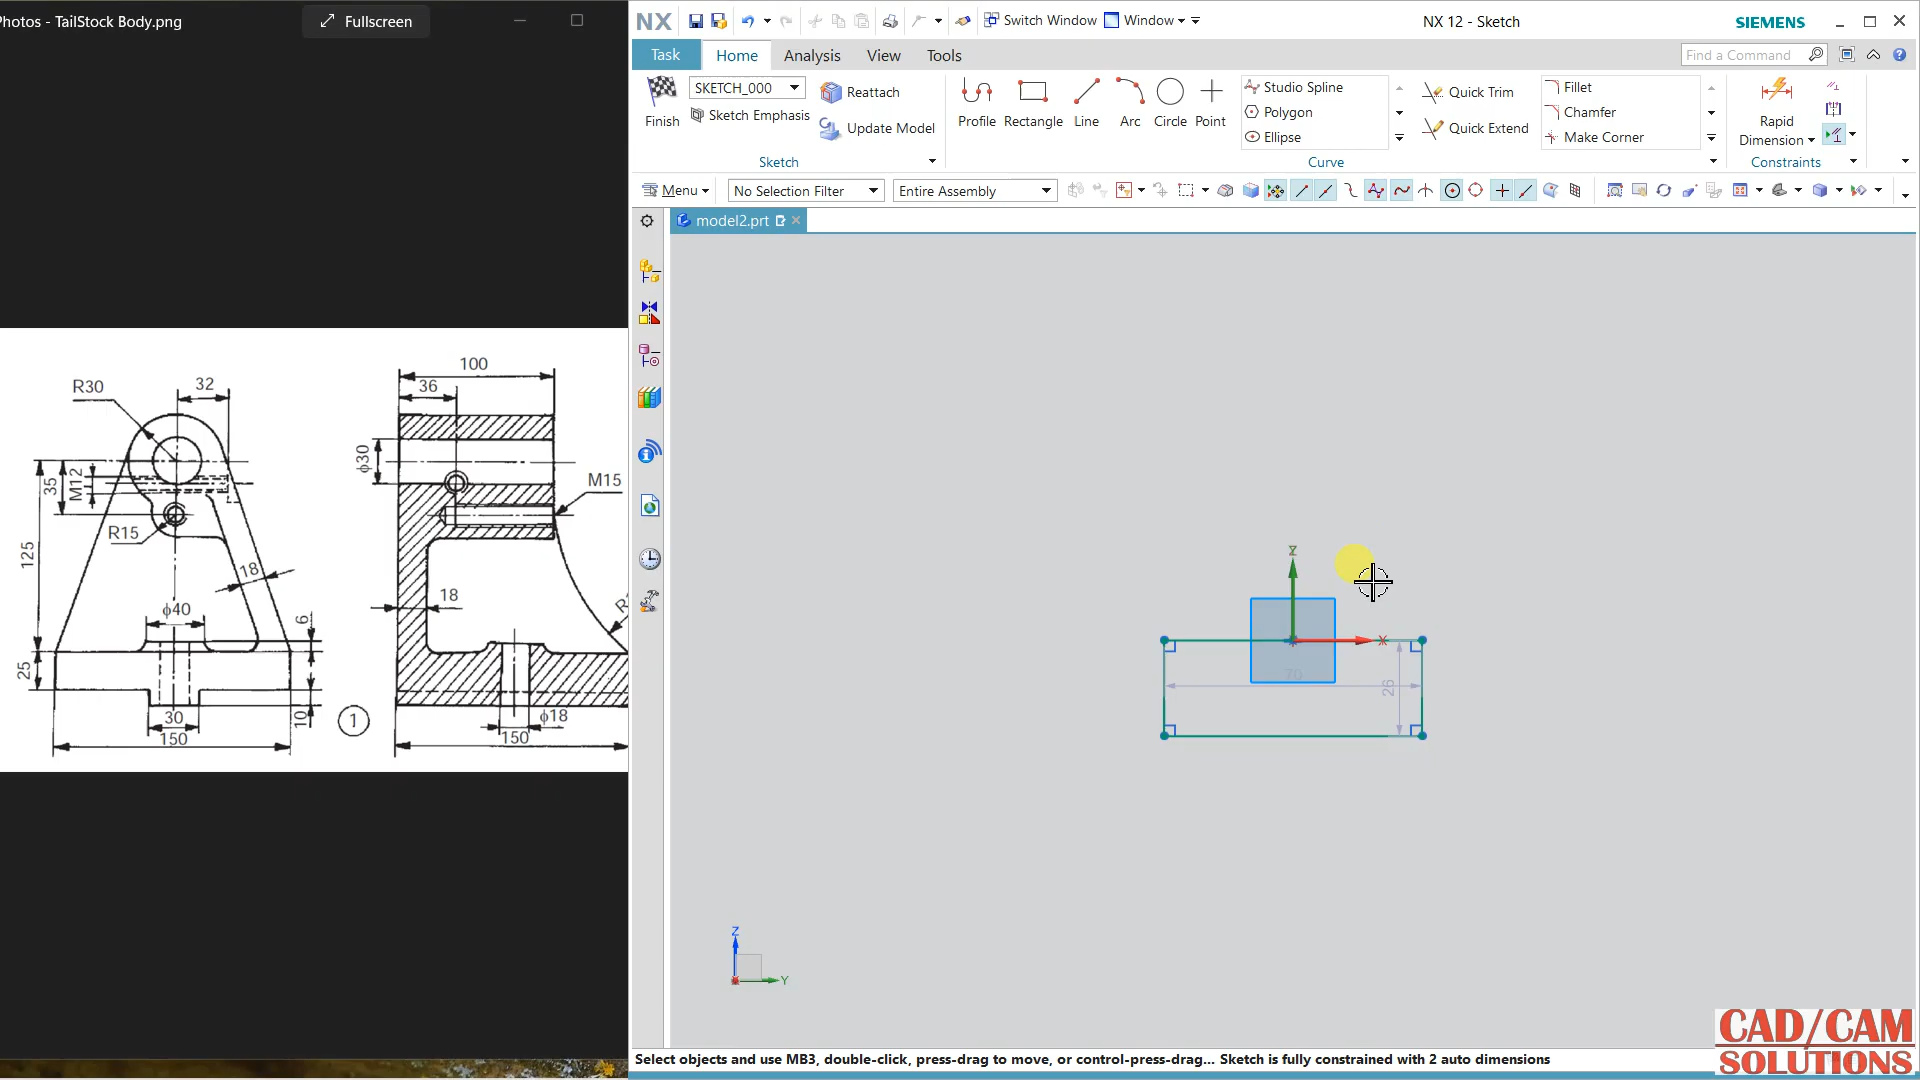 Photos - TailStock Body.png
Fullscreen
NX
Switch Window
Window
NX 12 - Sketch
SIEMENS
Task
Home
Analysis
View
Tools
Find a Command
SKETCH_000
Reattach
Finish
Sketch Emphasis
Update Model
Profile
Rectangle
Line
Arc
Circle
Point
Studio Spline
Polygon
Ellipse
Quick Trim
Quick Extend
Fillet
Chamfer
Make Corner
Rapid
Dimension
Sketch
Curve
Constraints
Menu
No Selection Filter
Entire Assembly
model2.prt
100
R30
32
36
ϕ30
M12
35
M15
R15
125
18
18
ϕ40
6
R
25
30
10
1
ϕ18
150
150
Z
X
70
26
Z
Y
CAD/CAM
SOLUTIONS
Select objects and use MB3, double-click, press-drag to move, or control-press-drag... Sketch is fully constrained with 2 auto dimensions